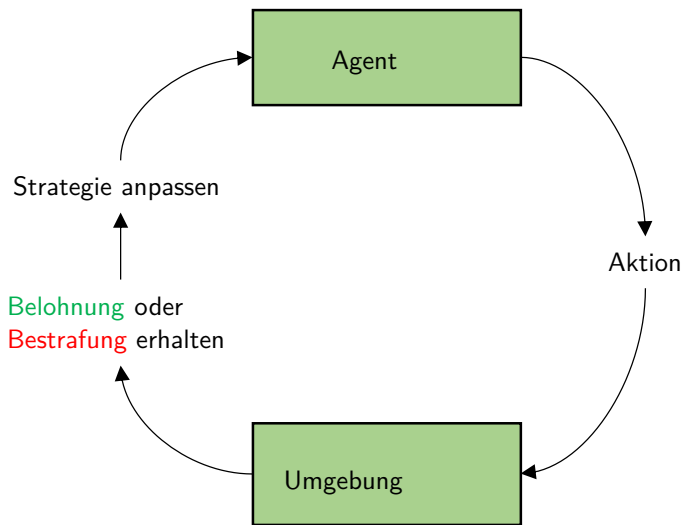 Agent
Strategie anpassen
Aktion
Belohnung oder
Bestrafung erhalten
Umgebung